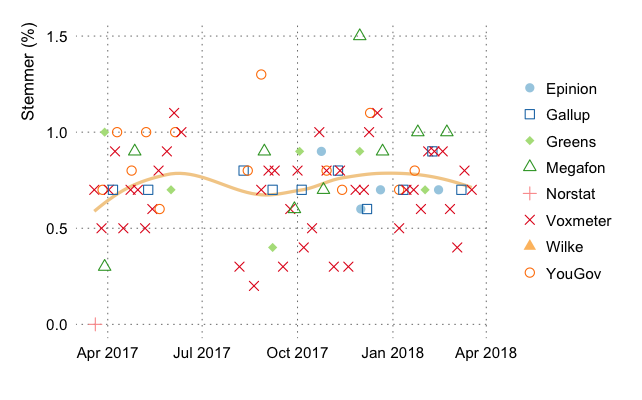 Stemmer (%)
1.5
1.0
0.5
0.0
Apr 2017 Jul 2017 Oct 2017 Jan 2018 Apr 2018
Epinion
Gallup
Greens
Megafon
Norstat
Voxmeter
Wilke
YouGov